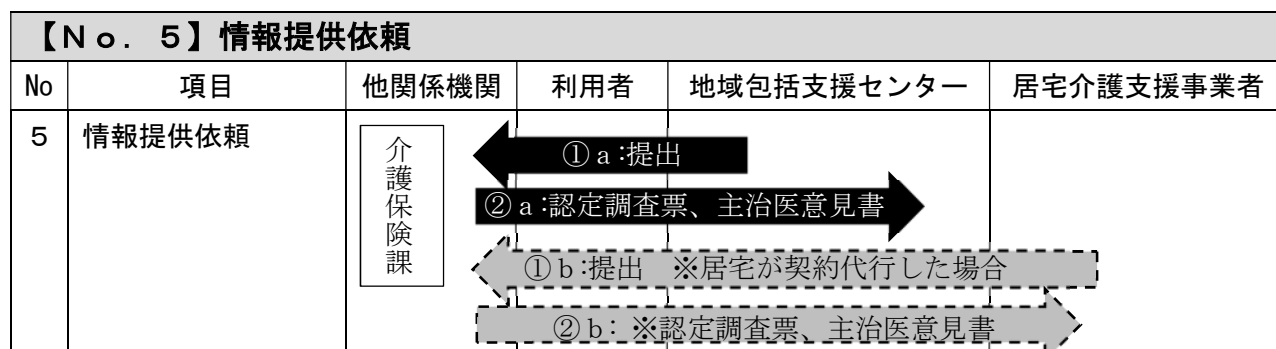 【Ｎｏ．５】情報提供依頼
No 項目 他関係機関 利用者 地域包括支援センター 居宅介護支援事業者
５ 情報提供依頼
介護保険課
①a:提出
②a:認定調査票、主治医意見書
①b:提出　※居宅が契約代行した場合
②b:※認定調査票、主治医意見書